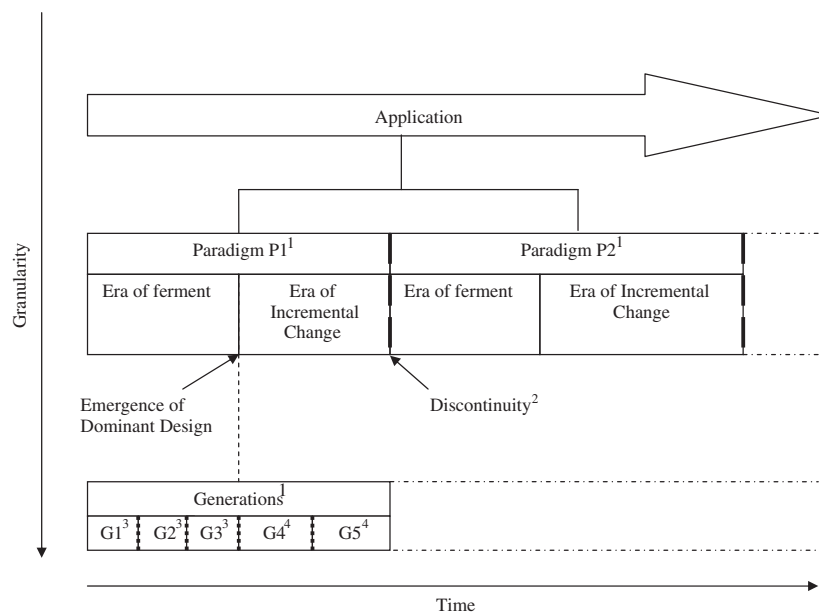 Application
Granularity
Paradigm P1¹
Paradigm P2¹
Era of ferment
Era of
Incremental
Change
Era of ferment
Era of Incremental
Change
Emergence of
Dominant Design
Discontinuity²
Generations¹
G1³
G2³
G3³
G4⁴
G5⁴
Time